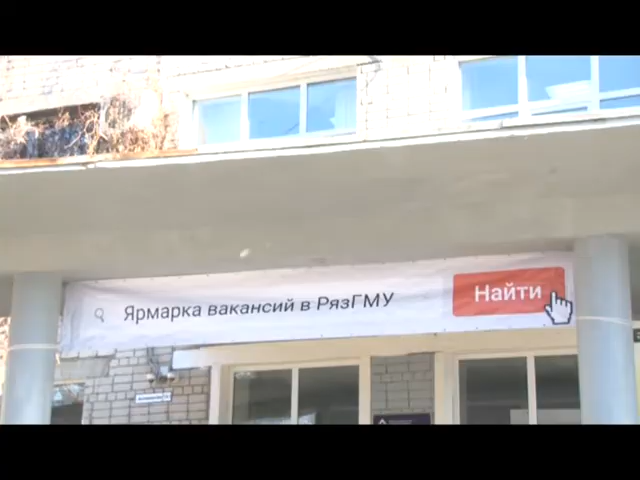 Ярмарка вакансий в РязГМУ
Найти